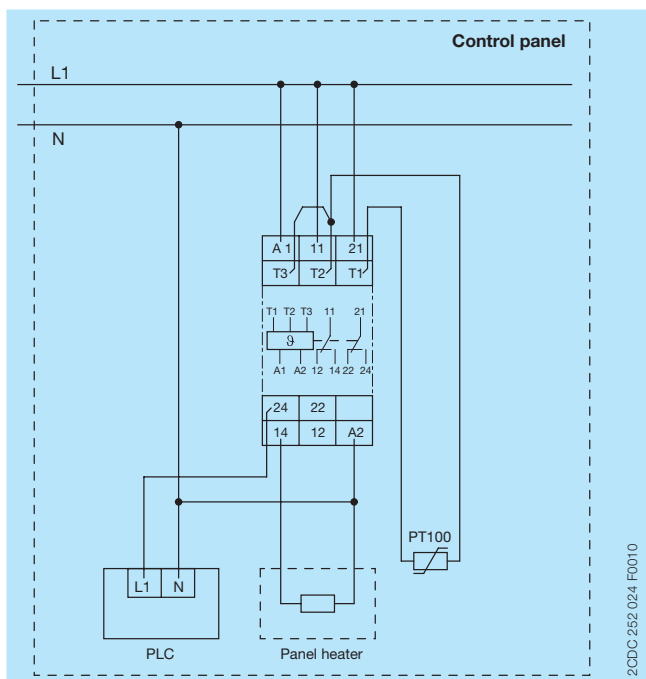 Control panel
L1
N
A 1 11 21
T3 T2 T1
T1 T2 T3 11 21
ϑ
A1 A2 12 14 22 24
24 22
14 12 A2
PT100
L1 N
PLC
Panel heater
2CDC 252 024 F0010